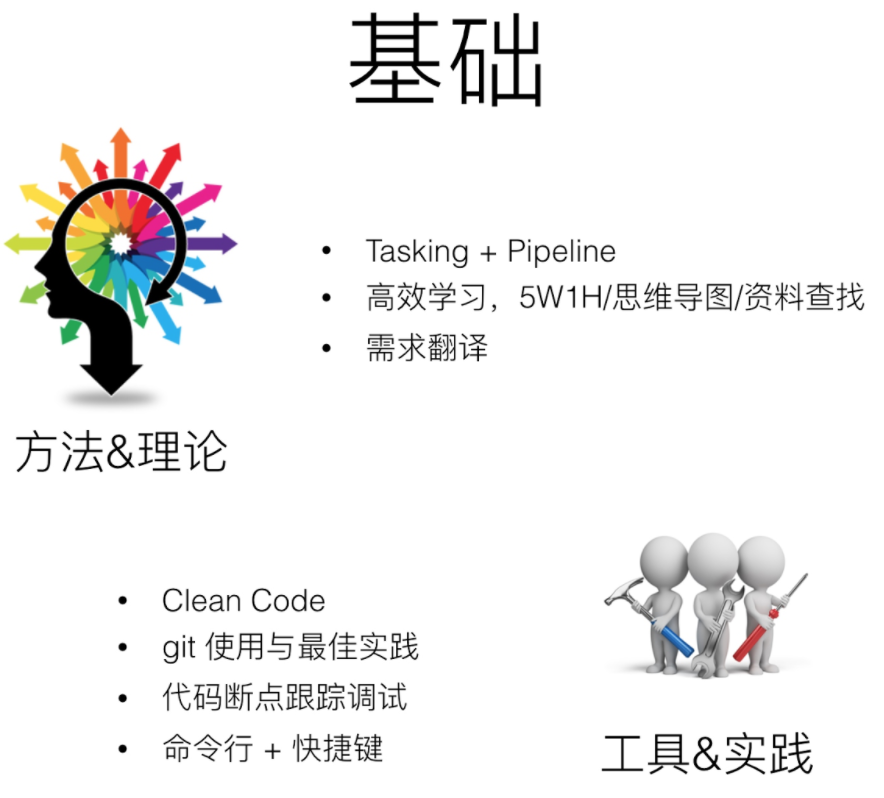 基础
• Tasking + Pipeline
• 高效学习，5W1H/思维导图/资料查找
• 需求翻译
方法&理论
• Clean Code
• git 使用与最佳实践
• 代码断点跟踪调试
• 命令行 + 快捷键
工具&实践